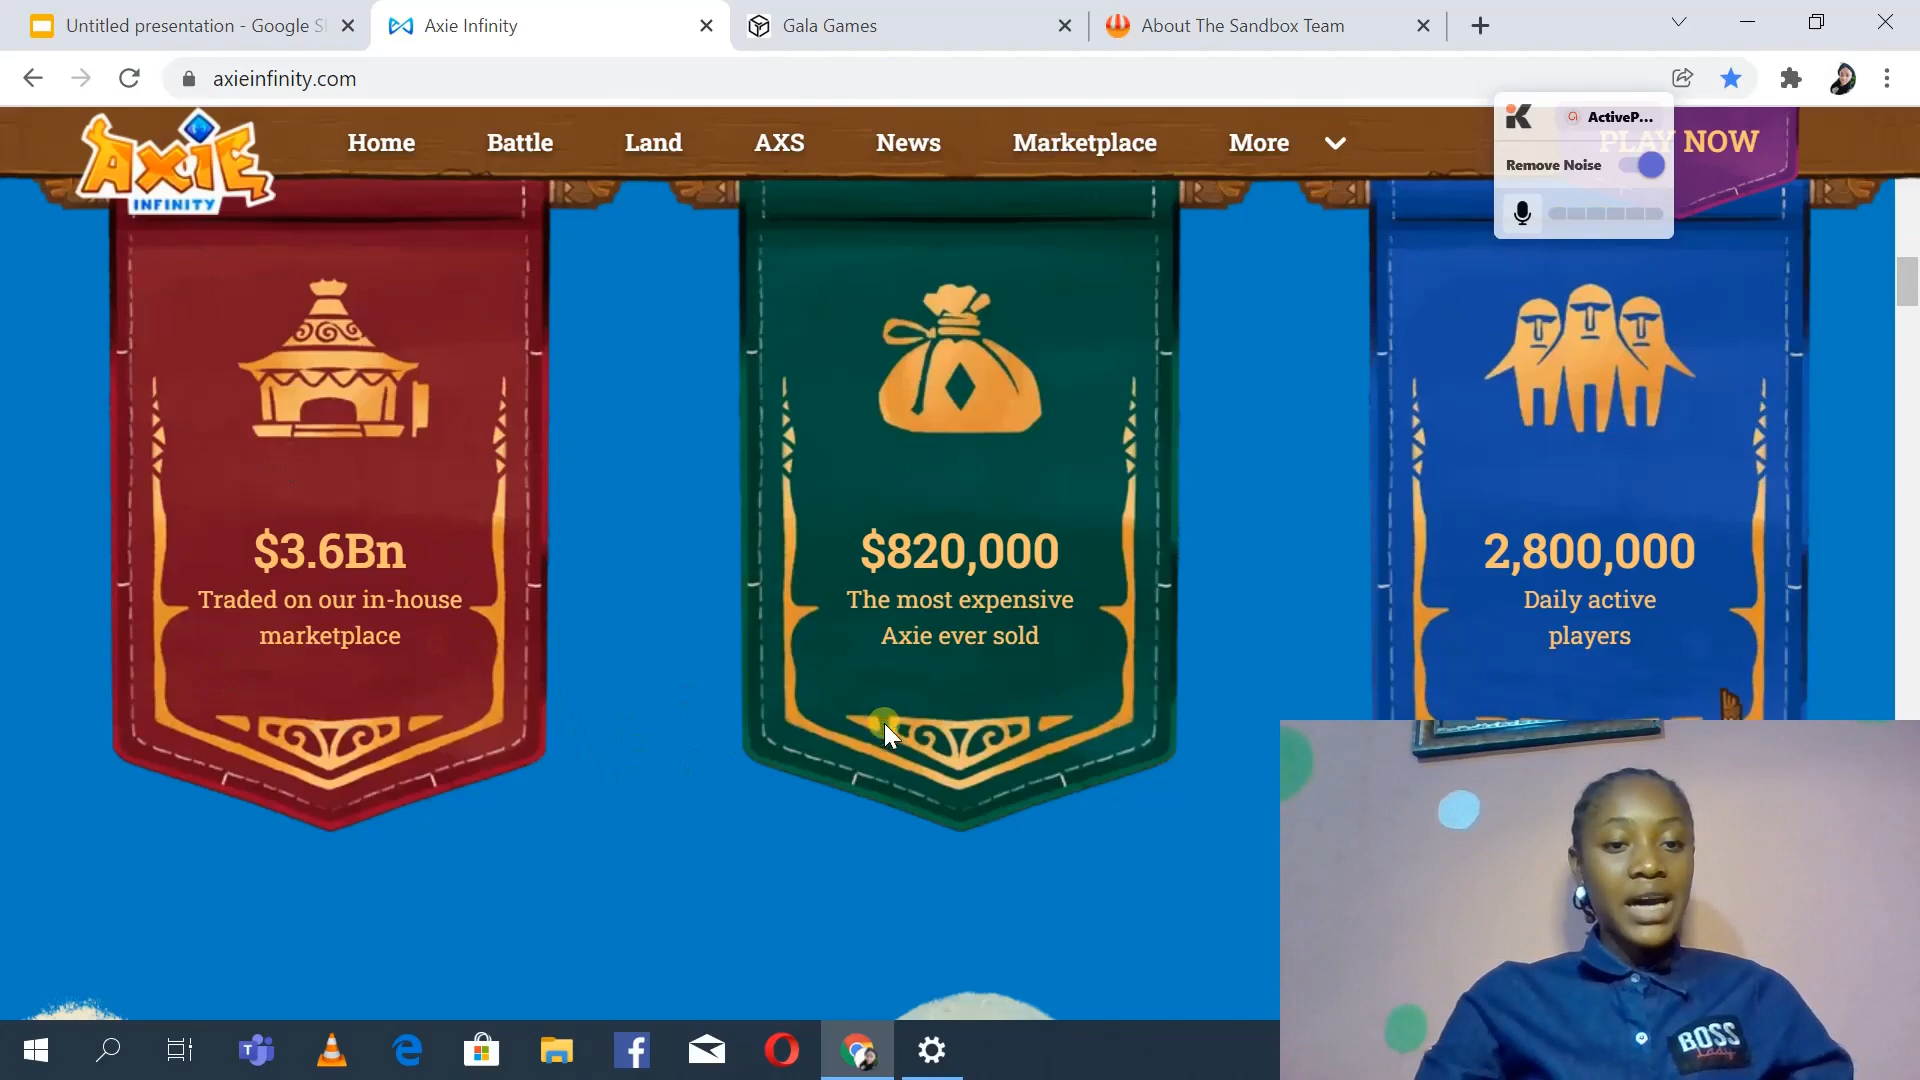 Untitled presentation - Google Sl
Axie Infinity
Gala Games
About The Sandbox Team
axieinfinity.com
AXIE
INFINITY
Home
Battle
Land
AXS
News
Marketplace
More
PLAY NOW
ActiveP...
Remove Noise
$3.6Bn
Traded on our in-house
marketplace
$820,000
The most expensive
Axie ever sold
2,800,000
Daily active
players
BOSS
Lady